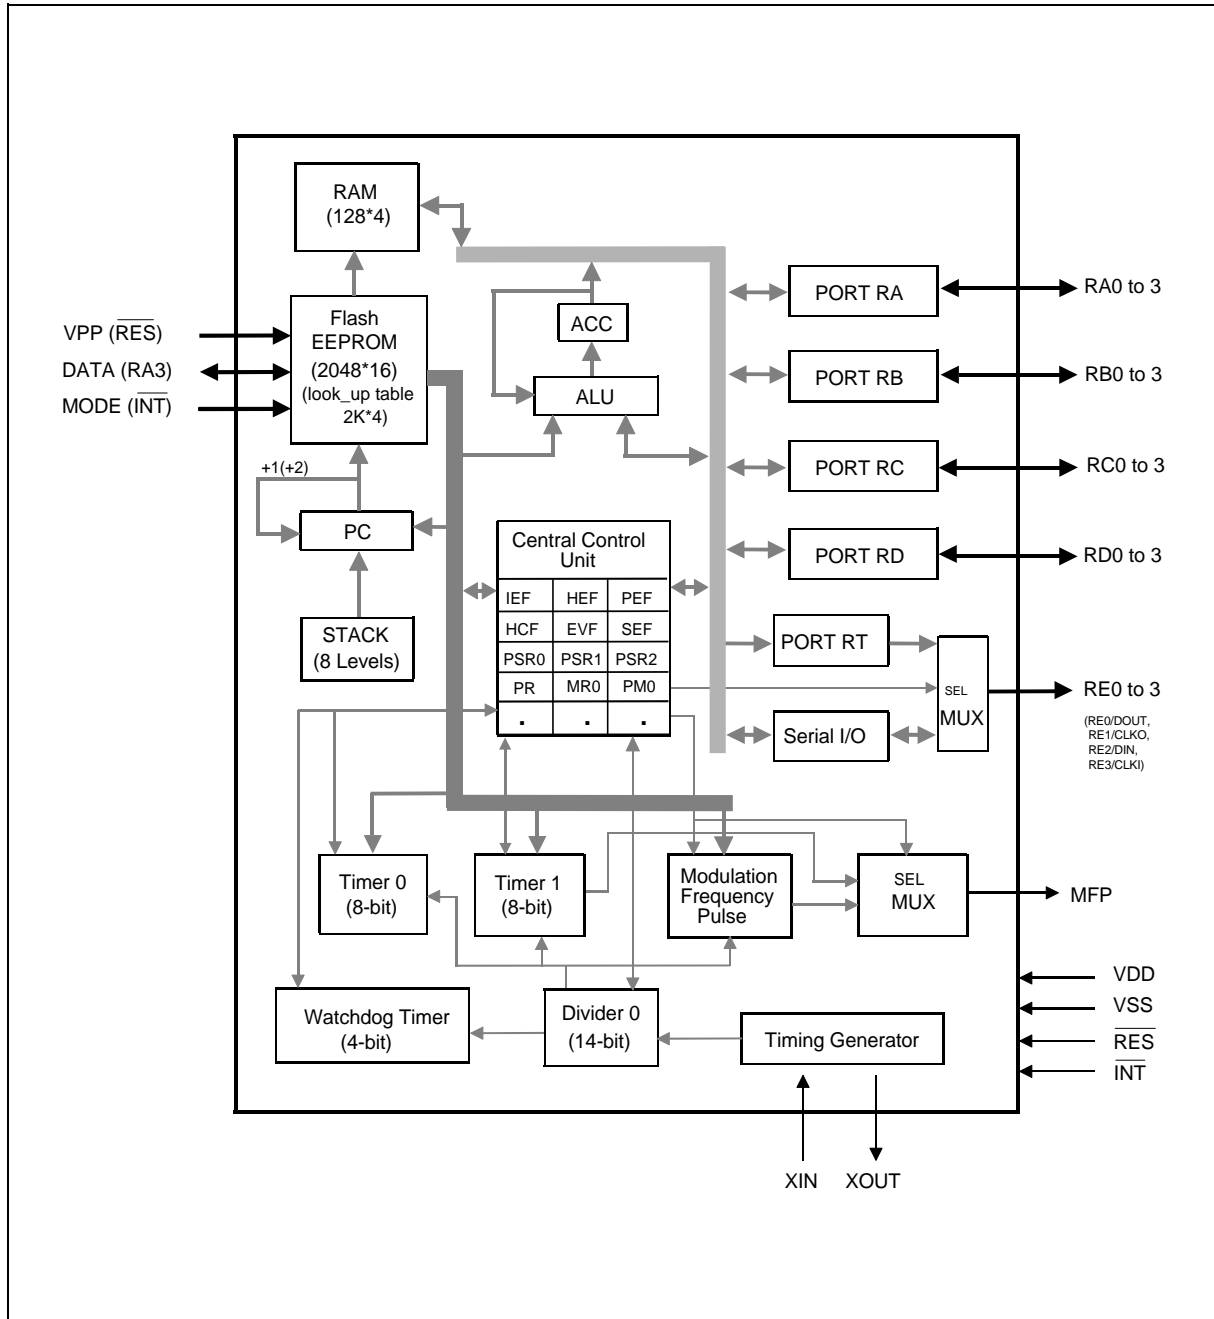 RAM
(128*4)
VPP (RES)
DATA (RA3)
MODE (INT)
Flash
EEPROM
(2048*16)
(look_up table
2K*4)
ACC
ALU
+1(+2)
PC
STACK
(8 Levels)
Central Control
Unit
IEF HEF PEF
HCF EVF SEF
PSR0 PSR1 PSR2
PR MR0 PM0
. . .
PORT RA
RA0 to 3
PORT RB
RB0 to 3
PORT RC
RC0 to 3
PORT RD
RD0 to 3
PORT RT
Serial I/O
SEL
MUX
RE0 to 3
(RE0/DOUT,
RE1/CLKO,
RE2/DIN,
RE3/CLKI)
Timer 0
(8-bit)
Timer 1
(8-bit)
Modulation
Frequency
Pulse
SEL
MUX
MFP
Watchdog Timer
(4-bit)
Divider 0
(14-bit)
Timing Generator
VDD
VSS
RES
INT
XIN XOUT